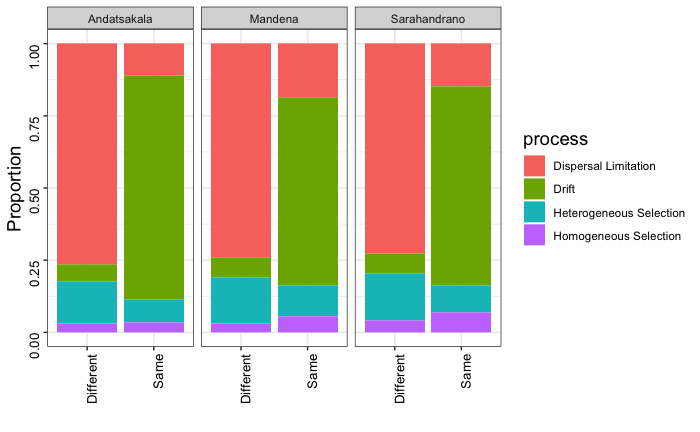 Andatsakala
Mandena
Sarahandrano
Proportion
1.00
0.75
0.50
0.25
0.00
Different
Same
Different
Same
Different
Same
process
Dispersal Limitation
Drift
Heterogeneous Selection
Homogeneous Selection